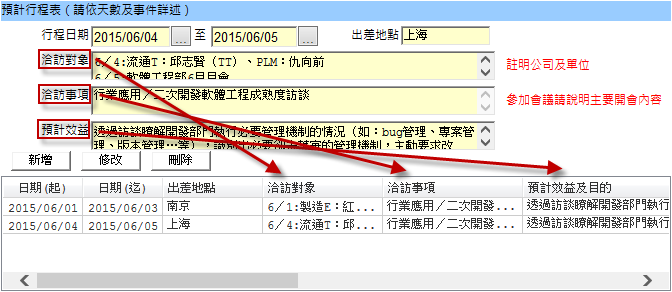 預計行程表（請依天數及事件詳述）
行程日期 2015/06/04 ... 至 2015/06/05 ... 出差地點 上海
洽訪對象 6／4:流通T：邱志賢（TT）、PLM：仇向前
6／5:軟體工程部6月月會
註明公司及單位
洽訪事項 行業應用／二次開發軟體工程成熟度訪談
參加會議請說明主要開會內容
預計效益 透過訪談瞭解開發部門執行必要管理機制的情況（如：bug管理、專案管
理、版本管理…等），識別出必要
新增 修改 刪除
日期(起) 日期(迄) 出差地點 洽訪對象 洽訪事項 預計效益及目的
2015/06/01 2015/06/03 南京 6／1:製造E：紅... 行業應用／二次開發... 透過訪談瞭解開發部門執行
2015/06/04 2015/06/05 上海 6／4:流通T：邱... 行業應用／二次開發... 透過訪談瞭解開發部門執行